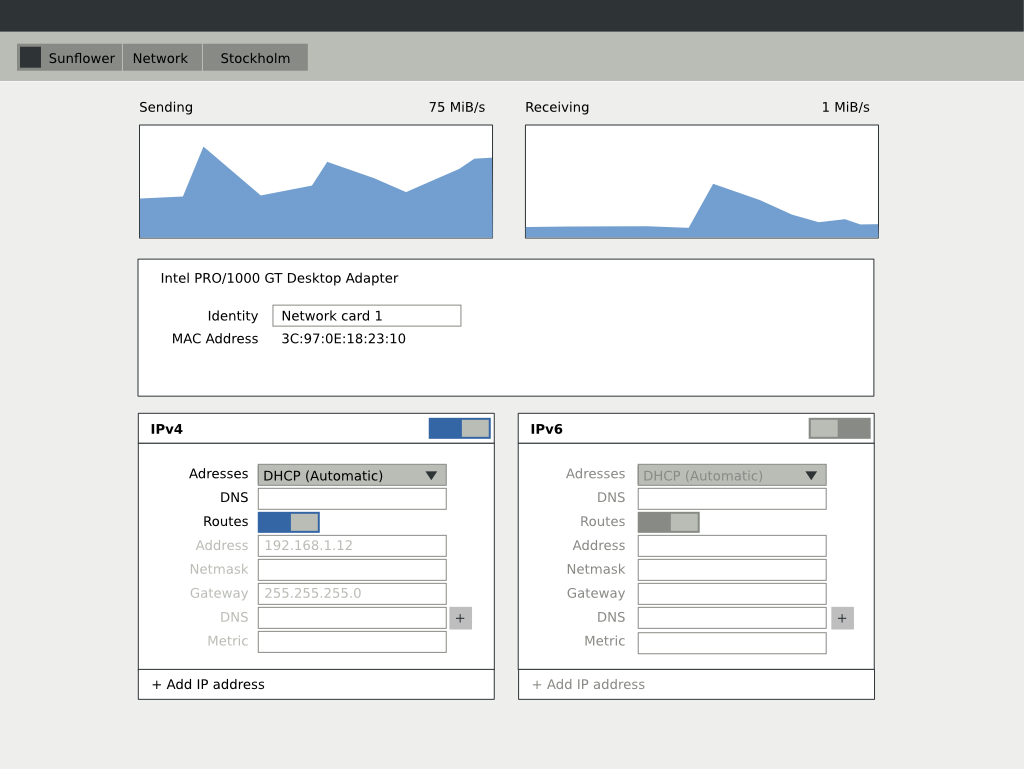 Sunflower Network Stockholm
Sending 75 MiB/s
Receiving 1 MiB/s
Intel PRO/1000 GT Desktop Adapter
Identity Network card 1
MAC Address 3C:97:0E:18:23:10
IPv4
Adresses DHCP (Automatic)
DNS
Routes
Address 192.168.1.12
Netmask
Gateway 255.255.255.0
DNS +
Metric
+ Add IP address
IPv6
Adresses DHCP (Automatic)
DNS
Routes
Address
Netmask
Gateway
DNS +
Metric
+ Add IP address